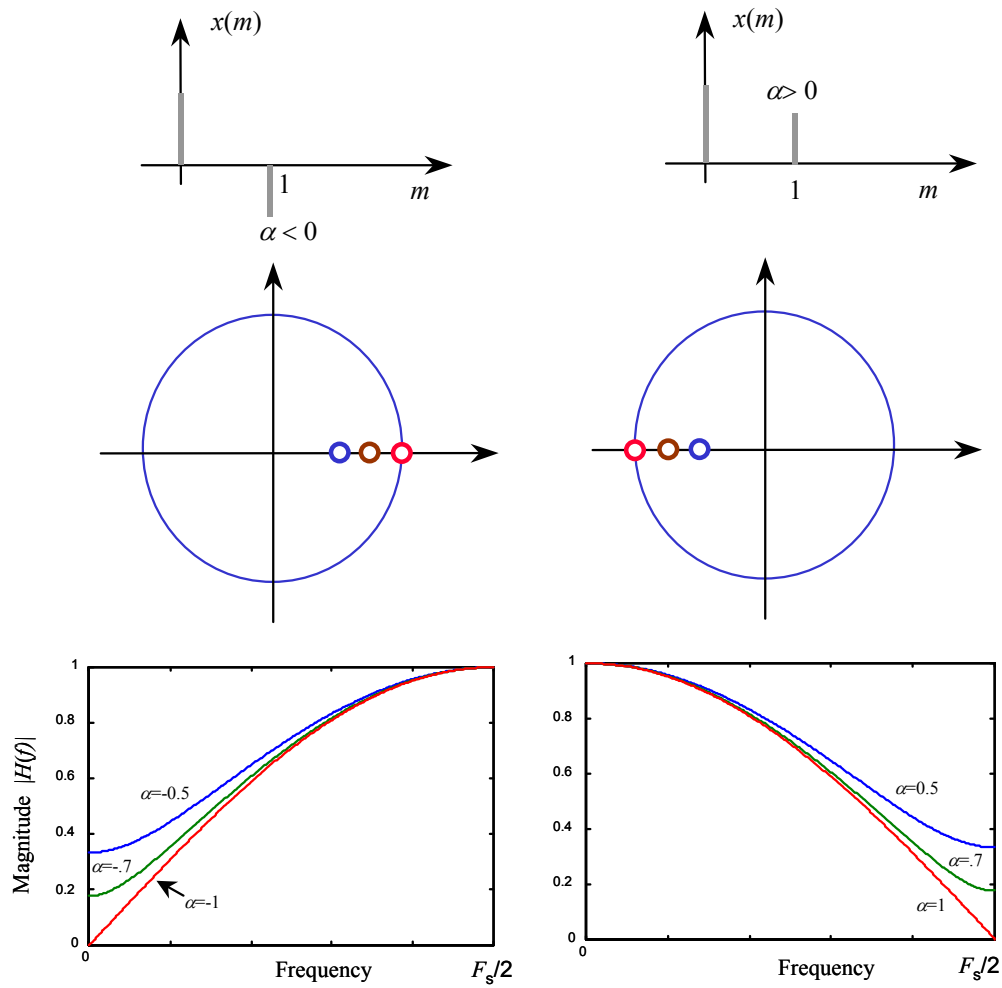 x(m)
1
m
α < 0
x(m)
α> 0
1
m
Magnitude |H(f)|
1
0.8
0.6
0.4
0.2
0
α=-0.5
α=-.7
α=-1
0
Frequency
Fs/2
1
0.8
0.6
0.4
0.2
0
α=0.5
α=.7
α=1
0
Frequency
Fs/2